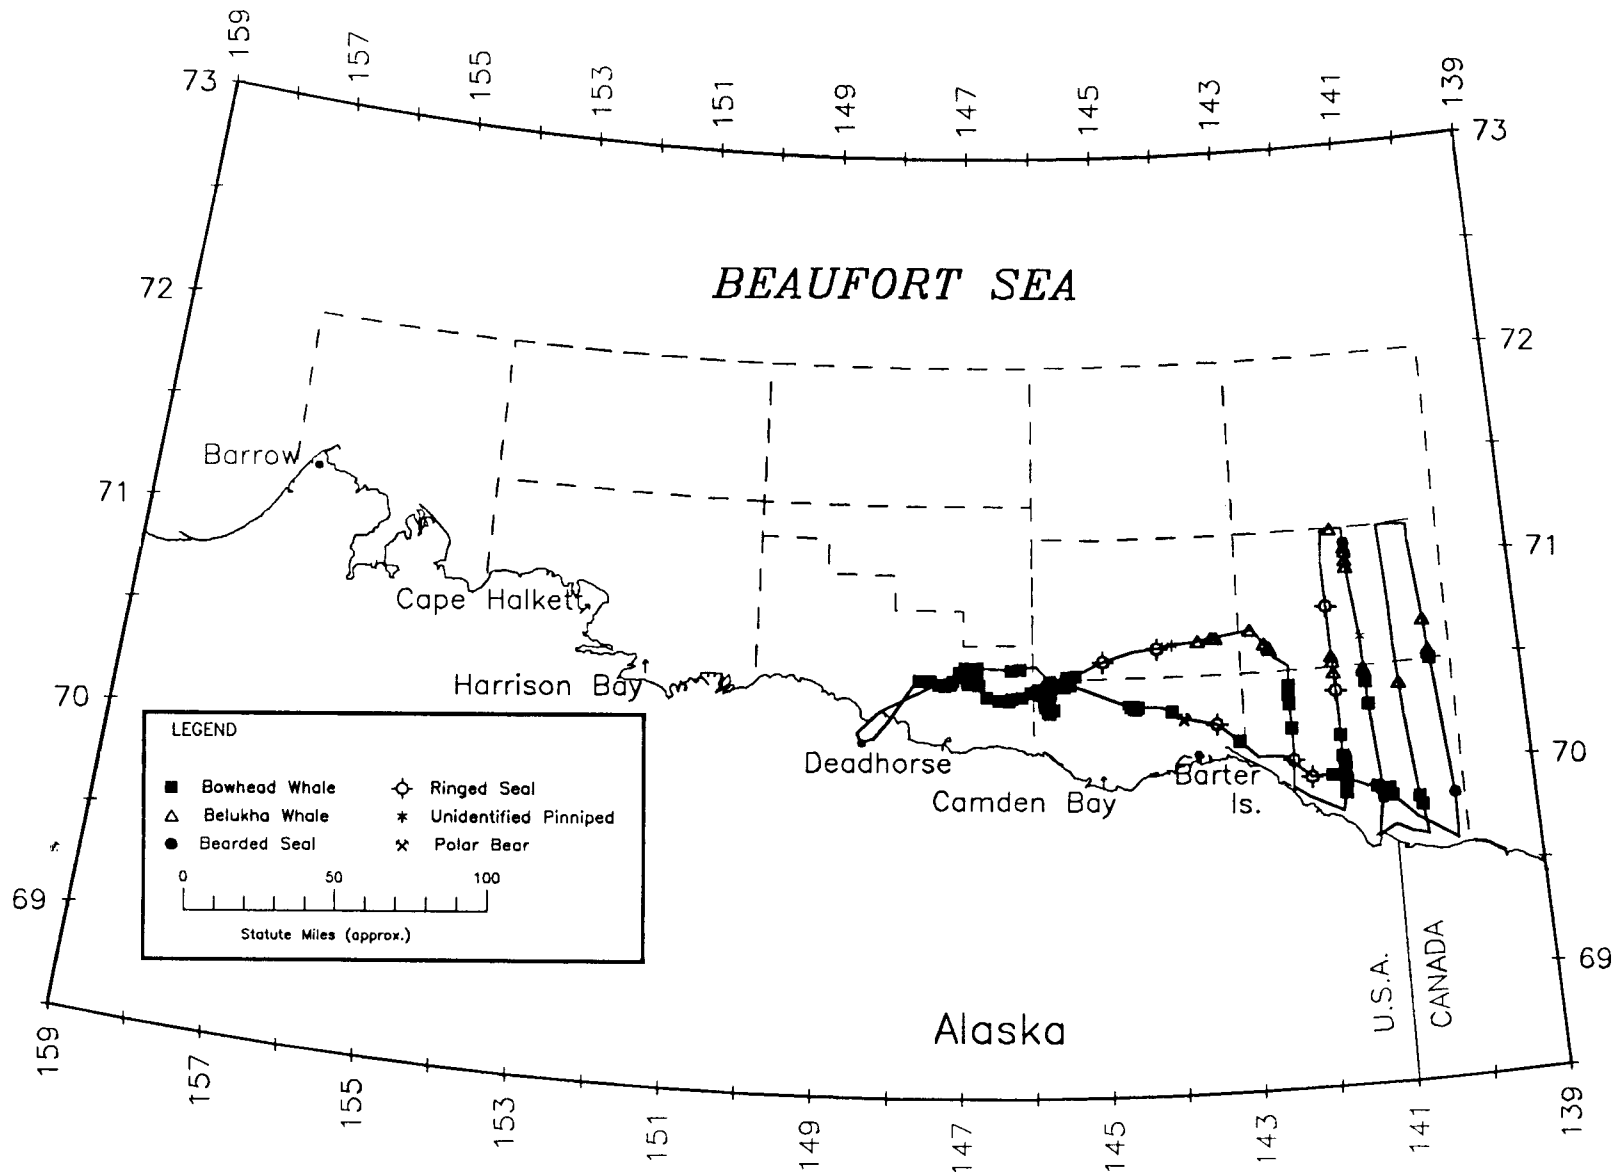 159
157
155
153
151
149
147
145
143
141
139
73
73
BEAUFORT SEA
72
72
Barrow
71
71
Cape Halkett
Harrison Bay
70
70
Deadhorse
Camden Bay
Barter
Is.
LEGEND
Bowhead Whale
Ringed Seal
Belukha Whale
Unidentified Pinniped
Bearded Seal
Polar Bear
0 50 100
Statute Miles (approx.)
69
69
U.S.A.
CANADA
Alaska
159
157
155
153
151
149
147
145
143
141
139